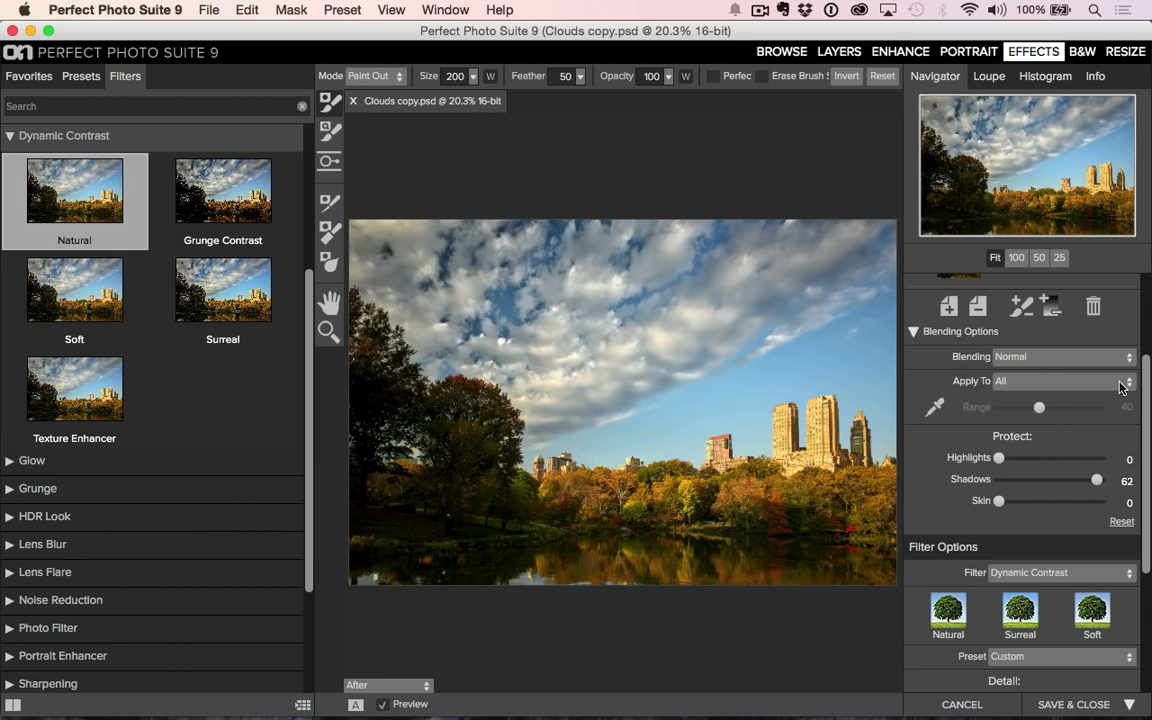 Perfect Photo Suite 9 File Edit Mask Preset View Window Help 100%
Perfect Photo Suite 9 (Clouds copy.psd @ 20.3% 16-bit)
on PERFECT PHOTO SUITE 9 BROWSE LAYERS ENHANCE PORTRAIT EFFECTS B&W RESIZE
Favorites Presets Filters Mode Paint Out Size 200 W Feather 50 Opacity 100 W Perfec Erase Brush Invert Reset Navigator Loupe Histogram Info
Search X Clouds copy.psd @ 20.3% 16-bit
Dynamic Contrast
Natural Grunge Contrast
Fit 100 50 25
Soft Surreal
Blending Options
Blending Normal
Apply To All
Range 40
Texture Enhancer
Protect:
Highlights 0
Shadows 62
Skin 0
Reset
Glow
Grunge
HDR Look
Lens Blur
Lens Flare
Noise Reduction
Photo Filter
Portrait Enhancer
Sharpening
Filter Options
Filter Dynamic Contrast
Natural Surreal Soft
Preset Custom
Detail:
After
A Preview
CANCEL SAVE & CLOSE